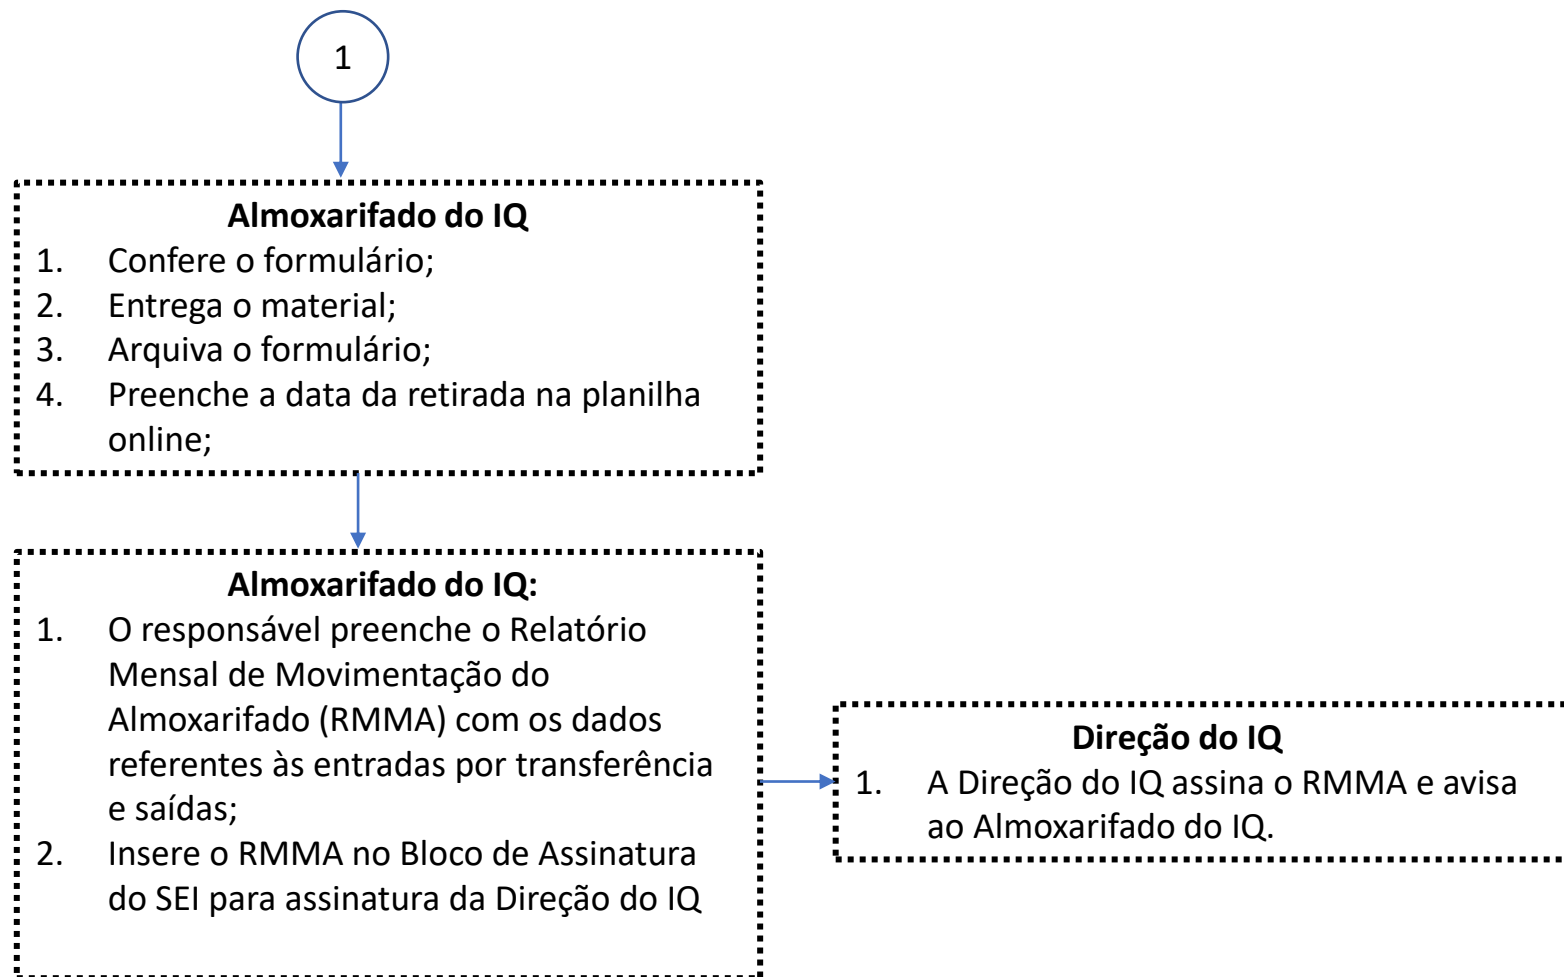 1
Almoxarifado do IQ
1. Confere o formulário;
2. Entrega o material;
3. Arquiva o formulário;
4. Preenche a data da retirada na planilha
online;
Almoxarifado do IQ:
1. O responsável preenche o Relatório
Mensal de Movimentação do
Almoxarifado (RMMA) com os dados
referentes às entradas por transferência
e saídas;
2. Insere o RMMA no Bloco de Assinatura
do SEI para assinatura da Direção do IQ
Direção do IQ
1. A Direção do IQ assina o RMMA e avisa
ao Almoxarifado do IQ.